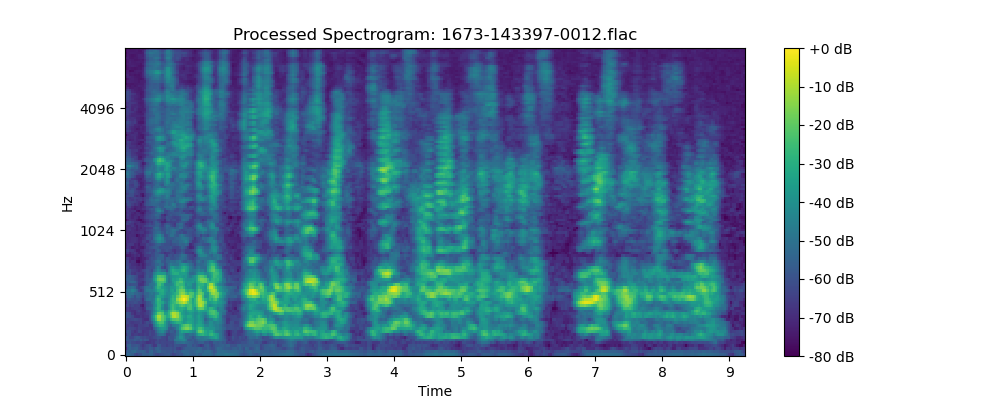 Processed Spectrogram: 1673-143397-0012.flac
Hz
4096
2048
1024
512
0
0 1 2 3 4 5 6 7 8 9
Time
+0 dB
-10 dB
-20 dB
-30 dB
-40 dB
-50 dB
-60 dB
-70 dB
-80 dB